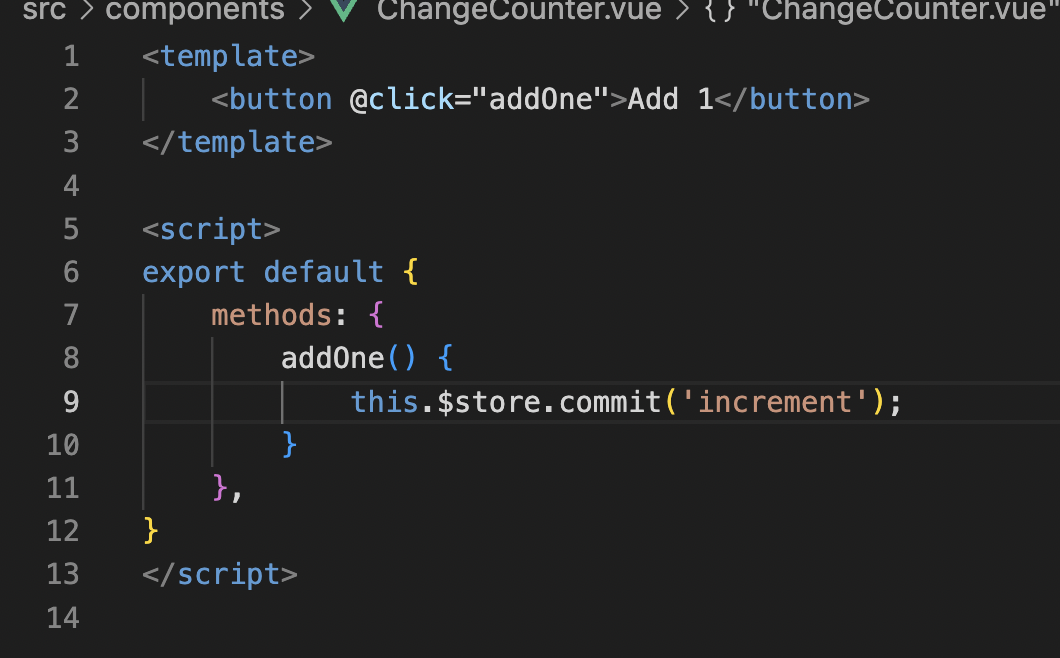 src > components > ChangeCounter.vue > {} "ChangeCounter.vue"
1 <template>
2     <button @click="addOne">Add 1</button>
3 </template>
4
5 <script>
6 export default {
7     methods: {
8         addOne() {
9             this.$store.commit('increment');
10         }
11     },
12 }
13 </script>
14